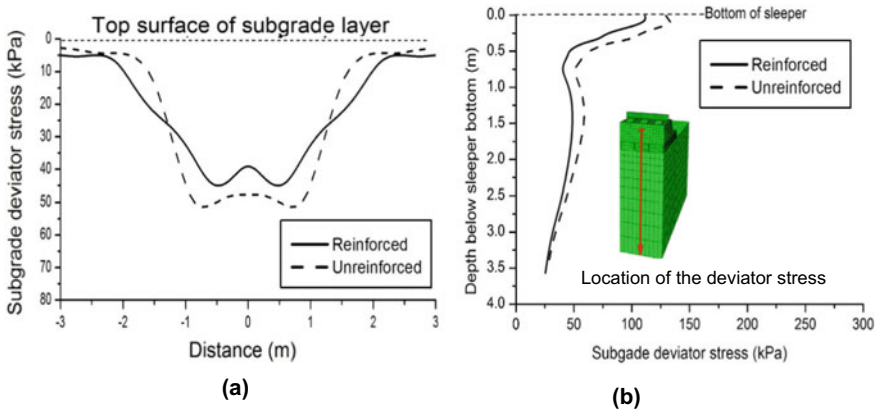 Top surface of subgrade layer
0
10
20
30
40
50
60
70
80
Subgrade deviator stress (kPa)
Reinforced
Unreinforced
-3
-2
-1
0
1
2
3
Distance (m)
(a)
0.0
0.5
1.0
1.5
2.0
2.5
3.0
3.5
4.0
Depth below sleeper bottom (m)
Bottom of sleeper
Reinforced
Unreinforced
Location of the deviator stress
0
50
100
150
200
250
300
Subgade deviator stress (kPa)
(b)